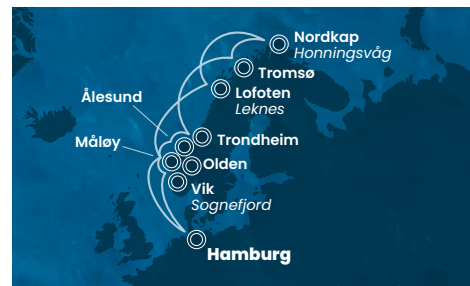 Nordkap
Honningsvåg
Tromsø
Lofoten
Leknes
Ålesund
Trondheim
Måløy
Olden
Vik
Sognefjord
Hamburg